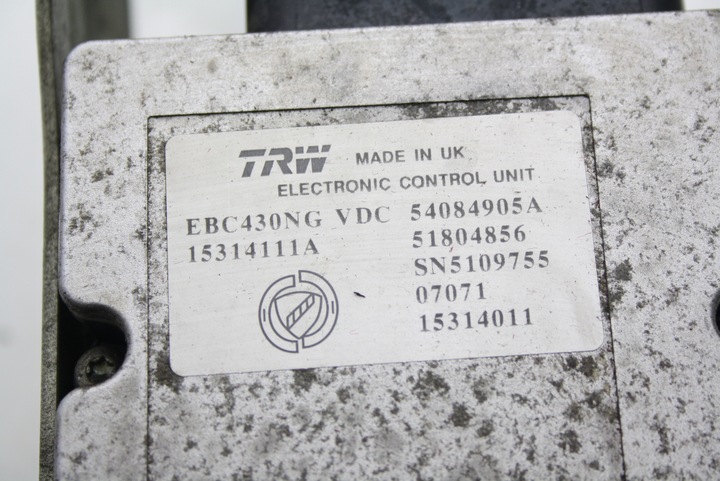 TRW MADE IN UK
ELECTRONIC CONTROL UNIT
EBC430NG VDC 54084905A
15314111A 51804856
SN5109755
07071
15314011